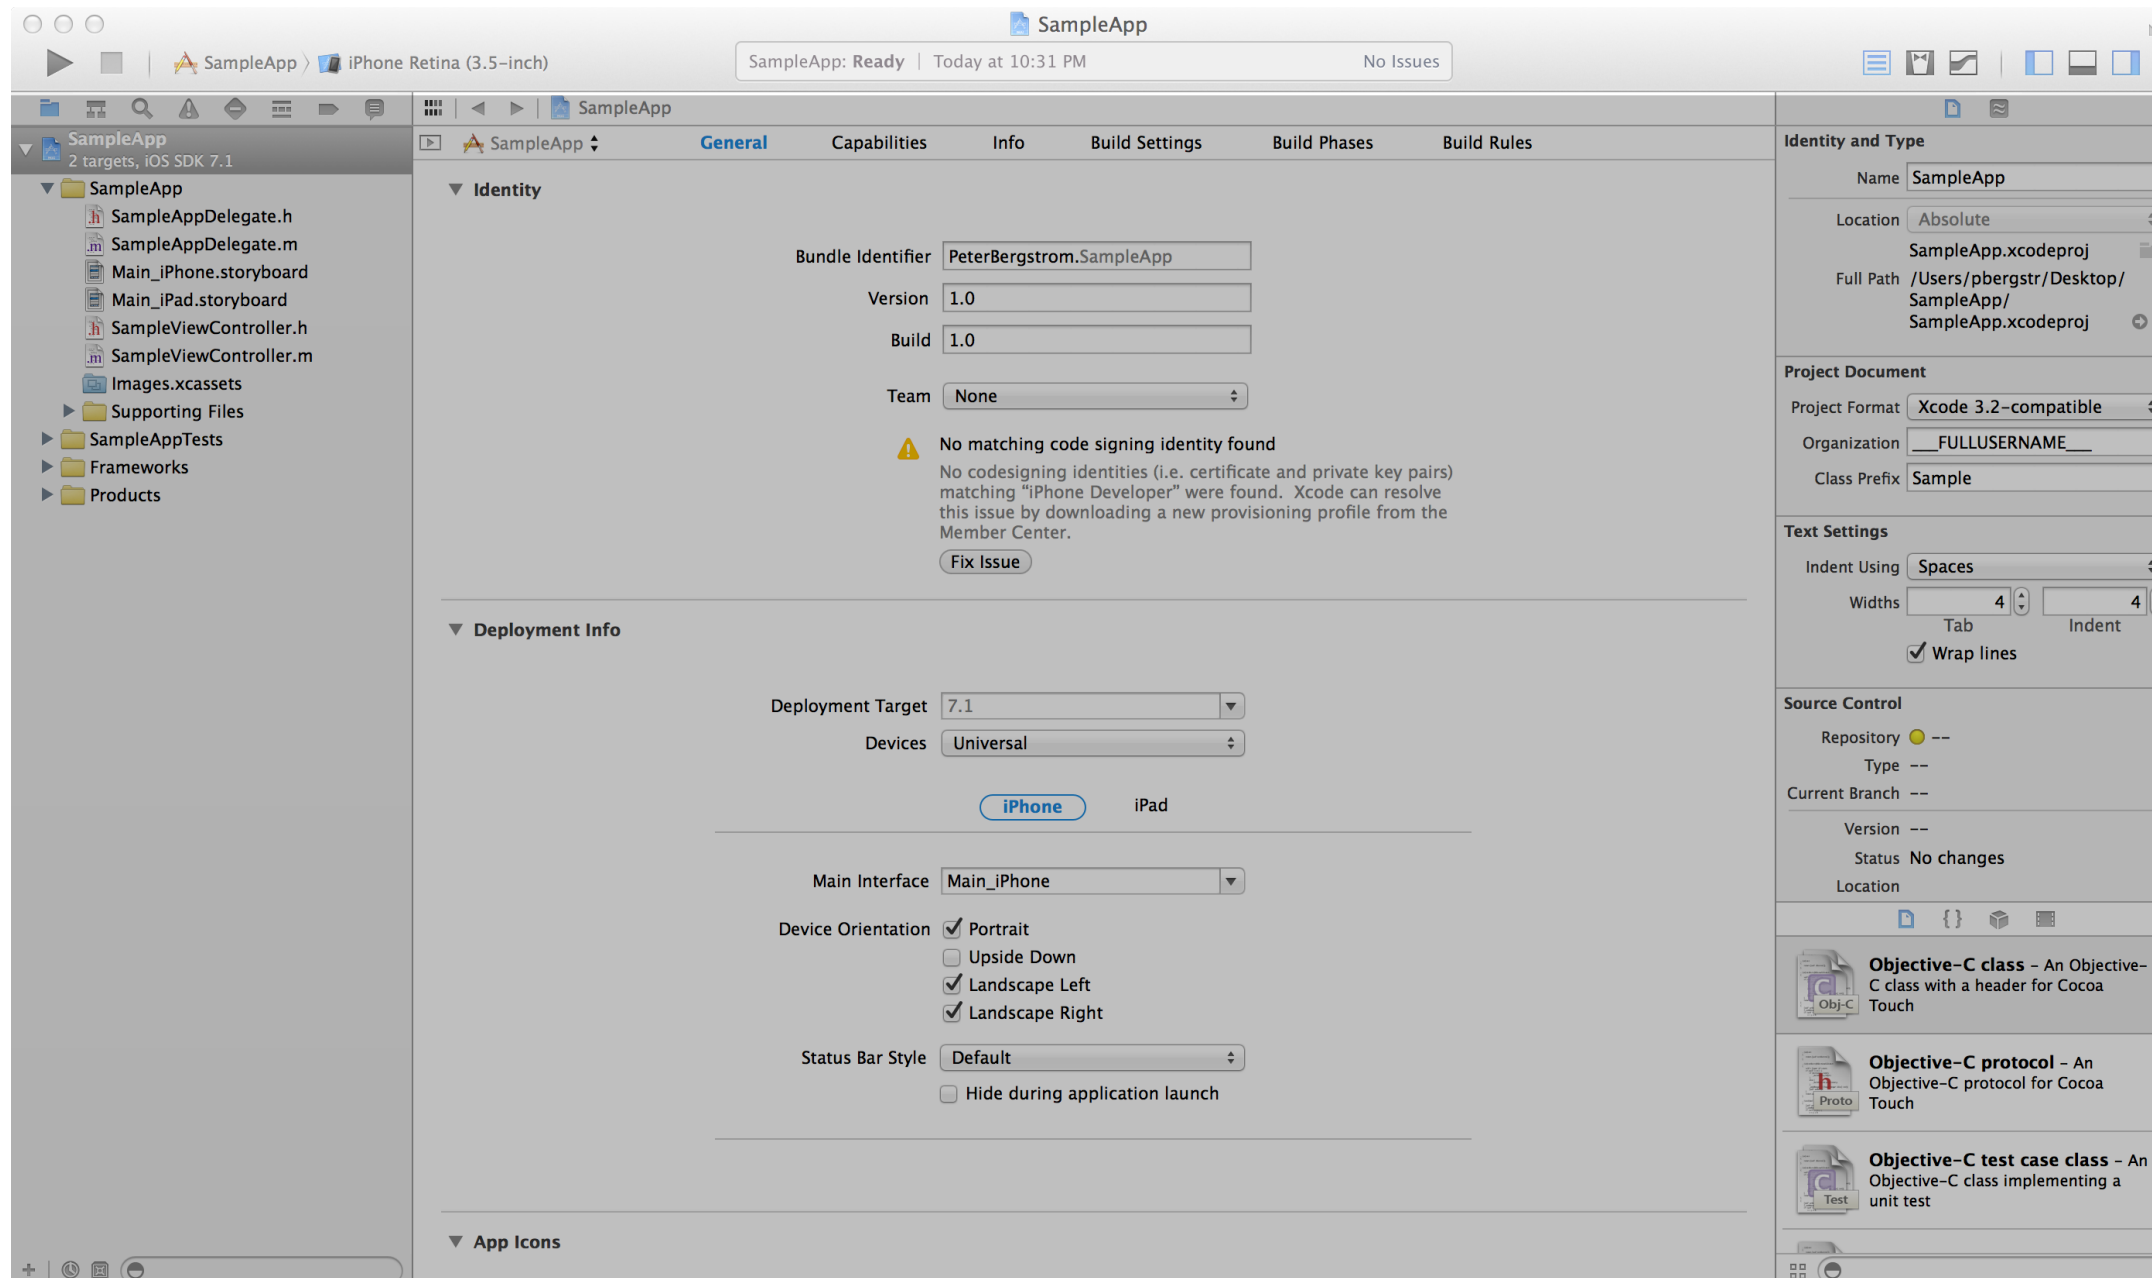 SampleApp
SampleApp
iPhone Retina (3.5-inch)
SampleApp: Ready
Today at 10:31 PM
No Issues
SampleApp
2 targets, iOS SDK 7.1
SampleApp
SampleAppDelegate.h
SampleAppDelegate.m
Main_iPhone.storyboard
Main_iPad.storyboard
SampleViewController.h
SampleViewController.m
Images.xcassets
Supporting Files
SampleAppTests
Frameworks
Products
SampleApp
SampleApp
General
Capabilities
Info
Build Settings
Build Phases
Build Rules
Identity
Bundle Identifier PeterBergstrom.SampleApp
Version 1.0
Build 1.0
Team None
No matching code signing identity found
No codesigning identities (i.e. certificate and private key pairs)
matching “iPhone Developer” were found. Xcode can resolve
this issue by downloading a new provisioning profile from the
Member Center.
Fix Issue
Deployment Info
Deployment Target 7.1
Devices Universal
iPhone iPad
Main Interface Main_iPhone
Device Orientation Portrait
Upside Down
Landscape Left
Landscape Right
Status Bar Style Default
Hide during application launch
App Icons
Identity and Type
Name SampleApp
Location Absolute
SampleApp.xcodeproj
Full Path /Users/pbergstr/Desktop/
SampleApp/
SampleApp.xcodeproj
Project Document
Project Format Xcode 3.2-compatible
Organization ___FULLUSERNAME___
Class Prefix Sample
Text Settings
Indent Using Spaces
Widths 4 4
Tab Indent
Wrap lines
Source Control
Repository --
Type --
Current Branch --
Version --
Status No changes
Location
{}
Objective-C class – An Objective-
C class with a header for Cocoa
Touch
Obj-C
Objective-C protocol – An
Objective-C protocol for Cocoa
Touch
h
Proto
Objective-C test case class – An
Objective-C class implementing a
unit test
Test